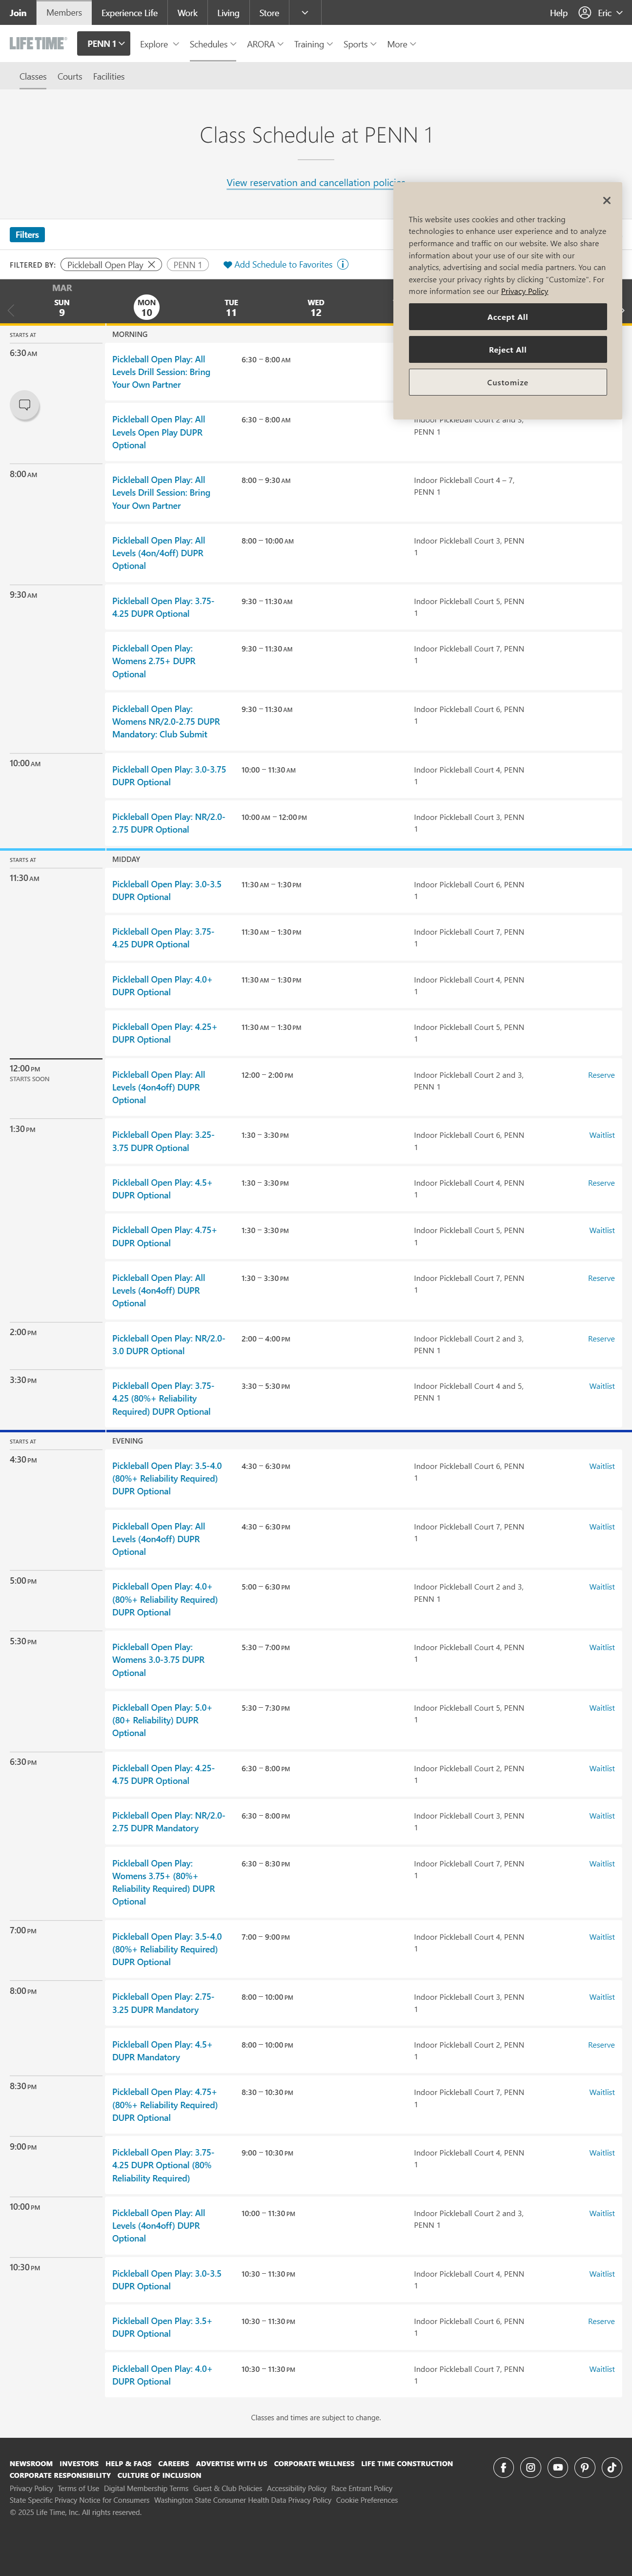 Join Members Experience Life Work Living Store Help Eric
LIFE TIME PENN 1 Explore Schedules ARORA Training Sports More
Classes Courts Facilities
Class Schedule at PENN 1
View reservation and cancellation policies
Filters
FILTERED BY: Pickleball Open Play PENN 1 Add Schedule to Favorites
This website uses cookies and other tracking
technologies to enhance user experience and to analyze
performance and traffic on our website. We also share
information about your use of our site with our
analytics, advertising and social media partners. You can
exercise your privacy rights by clicking "Customize". For
more information see our Privacy Policy
Accept All
Reject All
Customize
MAR
SUN MON TUE WED
9 10 11 12
STARTS AT MORNING
6:30 AM
Pickleball Open Play: All 6:30 – 8:00 AM
Levels Drill Session: Bring
Your Own Partner
Pickleball Open Play: All 6:30 – 8:00 AM Indoor Pickleball Court 2 and 3,
Levels Open Play DUPR PENN 1
Optional
8:00 AM
Pickleball Open Play: All 8:00 – 9:30 AM Indoor Pickleball Court 4 – 7,
Levels Drill Session: Bring PENN 1
Your Own Partner
Pickleball Open Play: All 8:00 – 10:00 AM Indoor Pickleball Court 3, PENN
Levels (4on/4off) DUPR 1
Optional
9:30 AM
Pickleball Open Play: 3.75- 9:30 – 11:30 AM Indoor Pickleball Court 5, PENN
4.25 DUPR Optional 1
Pickleball Open Play: 9:30 – 11:30 AM Indoor Pickleball Court 7, PENN
Womens 2.75+ DUPR 1
Optional
Pickleball Open Play: 9:30 – 11:30 AM Indoor Pickleball Court 6, PENN
Womens NR/2.0-2.75 DUPR 1
Mandatory: Club Submit
10:00 AM
Pickleball Open Play: 3.0-3.75 10:00 – 11:30 AM Indoor Pickleball Court 4, PENN
DUPR Optional 1
Pickleball Open Play: NR/2.0- 10:00 AM – 12:00 PM Indoor Pickleball Court 3, PENN
2.75 DUPR Optional 1
STARTS AT MIDDAY
11:30 AM
Pickleball Open Play: 3.0-3.5 11:30 AM – 1:30 PM Indoor Pickleball Court 6, PENN
DUPR Optional 1
Pickleball Open Play: 3.75- 11:30 AM – 1:30 PM Indoor Pickleball Court 7, PENN
4.25 DUPR Optional 1
Pickleball Open Play: 4.0+ 11:30 AM – 1:30 PM Indoor Pickleball Court 4, PENN
DUPR Optional 1
Pickleball Open Play: 4.25+ 11:30 AM – 1:30 PM Indoor Pickleball Court 5, PENN
DUPR Optional 1
12:00 PM
STARTS SOON
Pickleball Open Play: All 12:00 – 2:00 PM Indoor Pickleball Court 2 and 3, Reserve
Levels (4on4off) DUPR PENN 1
Optional
1:30 PM
Pickleball Open Play: 3.25- 1:30 – 3:30 PM Indoor Pickleball Court 6, PENN Waitlist
3.75 DUPR Optional 1
Pickleball Open Play: 4.5+ 1:30 – 3:30 PM Indoor Pickleball Court 4, PENN Reserve
DUPR Optional 1
Pickleball Open Play: 4.75+ 1:30 – 3:30 PM Indoor Pickleball Court 5, PENN Waitlist
DUPR Optional 1
Pickleball Open Play: All 1:30 – 3:30 PM Indoor Pickleball Court 7, PENN Reserve
Levels (4on4off) DUPR 1
Optional
2:00 PM
Pickleball Open Play: NR/2.0- 2:00 – 4:00 PM Indoor Pickleball Court 2 and 3, Reserve
3.0 DUPR Optional PENN 1
3:30 PM
Pickleball Open Play: 3.75- 3:30 – 5:30 PM Indoor Pickleball Court 4 and 5, Waitlist
4.25 (80%+ Reliability PENN 1
Required) DUPR Optional
STARTS AT EVENING
4:30 PM
Pickleball Open Play: 3.5-4.0 4:30 – 6:30 PM Indoor Pickleball Court 6, PENN Waitlist
(80%+ Reliability Required) 1
DUPR Optional
Pickleball Open Play: All 4:30 – 6:30 PM Indoor Pickleball Court 7, PENN Waitlist
Levels (4on4off) DUPR 1
Optional
5:00 PM
Pickleball Open Play: 4.0+ 5:00 – 6:30 PM Indoor Pickleball Court 2 and 3, Waitlist
(80%+ Reliability Required) PENN 1
DUPR Optional
5:30 PM
Pickleball Open Play: 5:30 – 7:00 PM Indoor Pickleball Court 4, PENN Waitlist
Womens 3.0-3.75 DUPR 1
Optional
Pickleball Open Play: 5.0+ 5:30 – 7:30 PM Indoor Pickleball Court 5, PENN Waitlist
(80+ Reliability) DUPR 1
Optional
6:30 PM
Pickleball Open Play: 4.25- 6:30 – 8:00 PM Indoor Pickleball Court 2, PENN Waitlist
4.75 DUPR Optional 1
Pickleball Open Play: NR/2.0- 6:30 – 8:00 PM Indoor Pickleball Court 3, PENN Waitlist
2.75 DUPR Mandatory 1
Pickleball Open Play: 6:30 – 8:30 PM Indoor Pickleball Court 7, PENN Waitlist
Womens 3.75+ (80%+ 1
Reliability Required) DUPR
Optional
7:00 PM
Pickleball Open Play: 3.5-4.0 7:00 – 9:00 PM Indoor Pickleball Court 4, PENN Waitlist
(80%+ Reliability Required) 1
DUPR Optional
8:00 PM
Pickleball Open Play: 2.75- 8:00 – 10:00 PM Indoor Pickleball Court 3, PENN Waitlist
3.25 DUPR Mandatory 1
Pickleball Open Play: 4.5+ 8:00 – 10:00 PM Indoor Pickleball Court 2, PENN Reserve
DUPR Mandatory 1
8:30 PM
Pickleball Open Play: 4.75+ 8:30 – 10:30 PM Indoor Pickleball Court 7, PENN Waitlist
(80%+ Reliability Required) 1
DUPR Optional
9:00 PM
Pickleball Open Play: 3.75- 9:00 – 10:30 PM Indoor Pickleball Court 4, PENN Waitlist
4.25 DUPR Optional (80% 1
Reliability Required)
10:00 PM
Pickleball Open Play: All 10:00 – 11:30 PM Indoor Pickleball Court 2 and 3, Waitlist
Levels (4on4off) DUPR PENN 1
Optional
10:30 PM
Pickleball Open Play: 3.0-3.5 10:30 – 11:30 PM Indoor Pickleball Court 4, PENN Waitlist
DUPR Optional 1
Pickleball Open Play: 3.5+ 10:30 – 11:30 PM Indoor Pickleball Court 6, PENN Reserve
DUPR Optional 1
Pickleball Open Play: 4.0+ 10:30 – 11:30 PM Indoor Pickleball Court 7, PENN Waitlist
DUPR Optional 1
Classes and times are subject to change.
NEWSROOM INVESTORS HELP & FAQS CAREERS ADVERTISE WITH US CORPORATE WELLNESS LIFE TIME CONSTRUCTION
CORPORATE RESPONSIBILITY CULTURE OF INCLUSION
Privacy Policy Terms of Use Digital Membership Terms Guest & Club Policies Accessibility Policy Race Entrant Policy
State Specific Privacy Notice for Consumers Washington State Consumer Health Data Privacy Policy Cookie Preferences
© 2025 Life Time, Inc. All rights reserved.